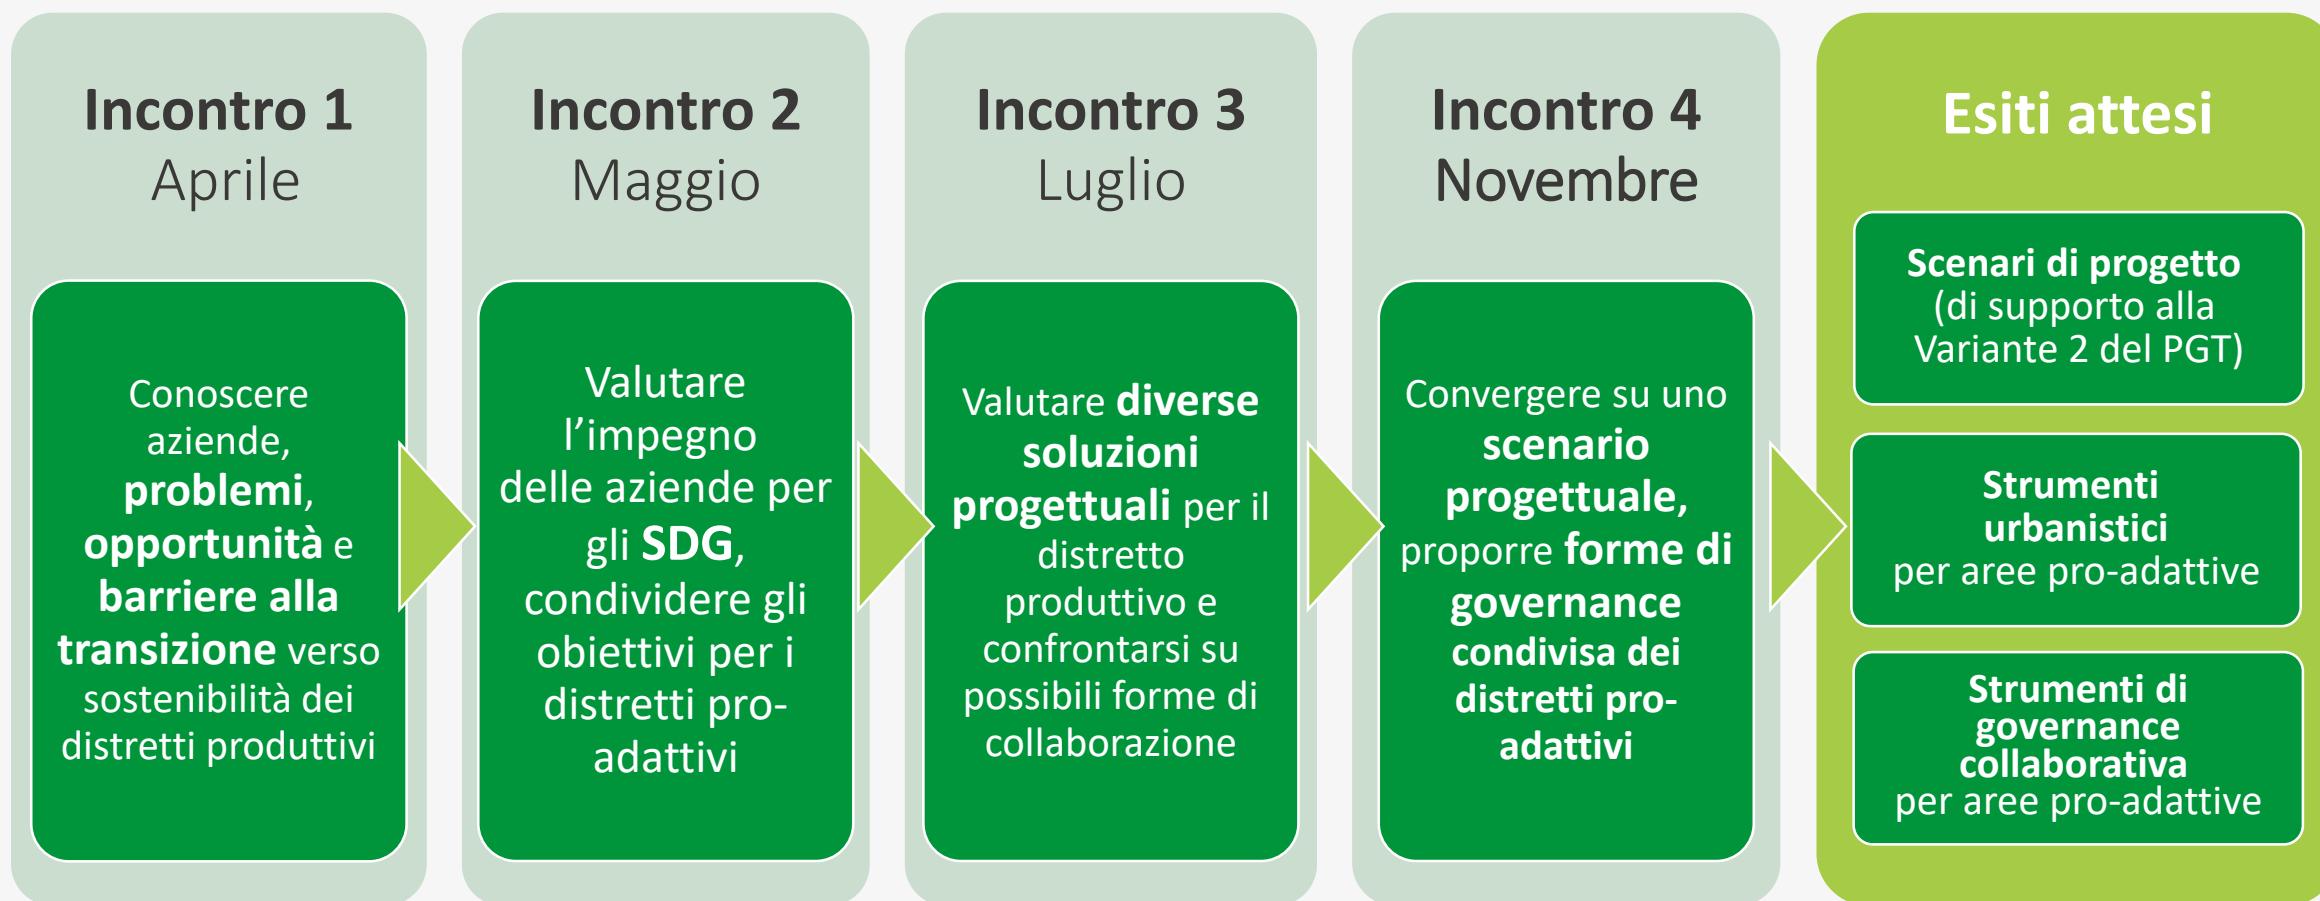 Incontro 1
Aprile
Conoscere
aziende,
problemi,
opportunità e
barriere alla
transizione verso
sostenibilità dei
distretti produttivi
Incontro 2
Maggio
Valutare
l’impegno
delle aziende per
gli SDG,
condividere gli
obiettivi per i
distretti pro-
adattivi
Incontro 3
Luglio
Valutare diverse
soluzioni
progettuali per il
distretto
produttivo e
confrontarsi su
possibili forme di
collaborazione
Incontro 4
Novembre
Convergere su uno
scenario
progettuale,
proporre forme di
governance
condivisa dei
distretti pro-
adattivi
Esiti attesi
Scenari di progetto
(di supporto alla
Variante 2 del PGT)
Strumenti
urbanistici
per aree pro-adattive
Strumenti di
governance
collaborativa
per aree pro-adattive